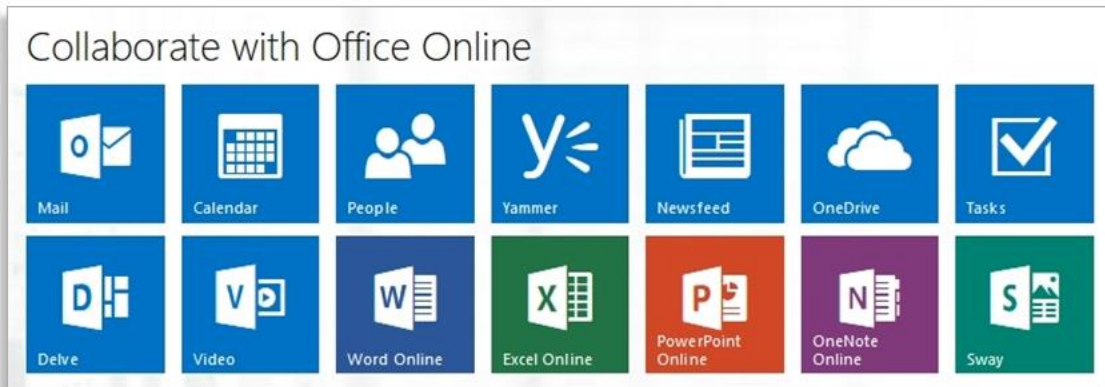 Collaborate with Office Online
Mail
Calendar
People
Yammer
Newsfeed
OneDrive
Tasks
Delve
Video
Word Online
Excel Online
PowerPoint
Online
OneNote
Online
Sway